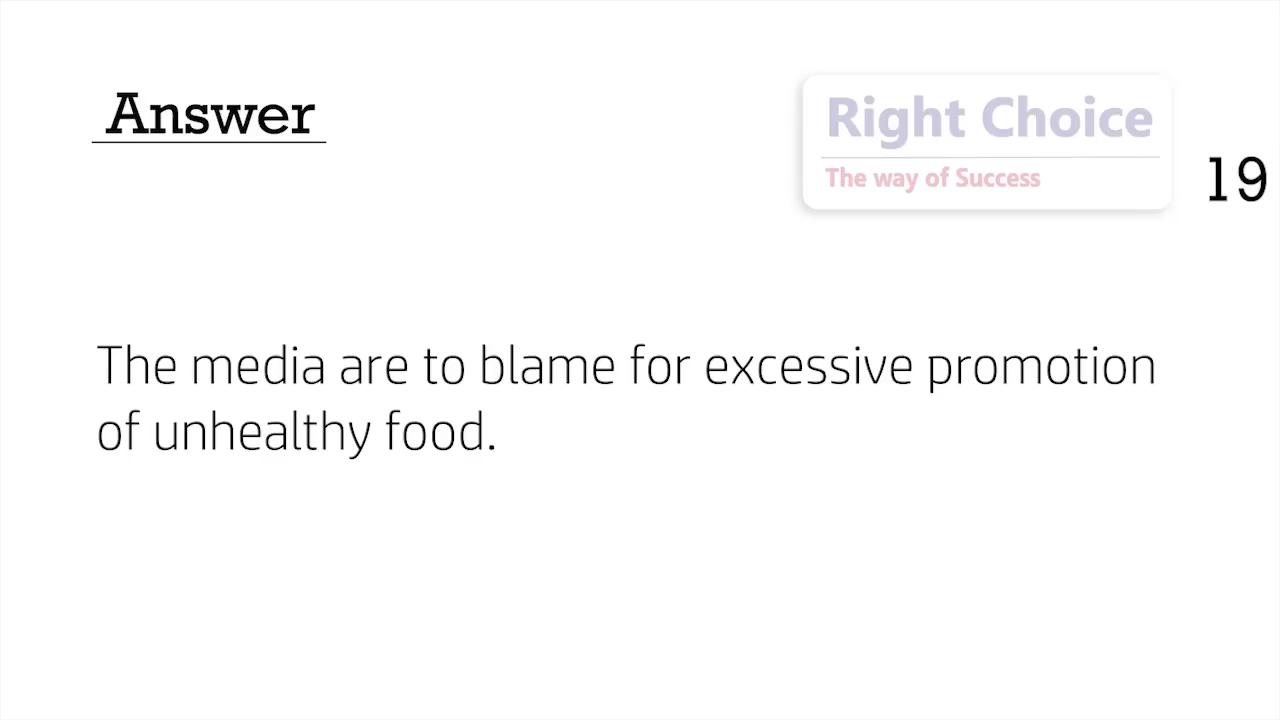 Answer
Right Choice
The way of Success
19
The media are to blame for excessive promotion
of unhealthy food.